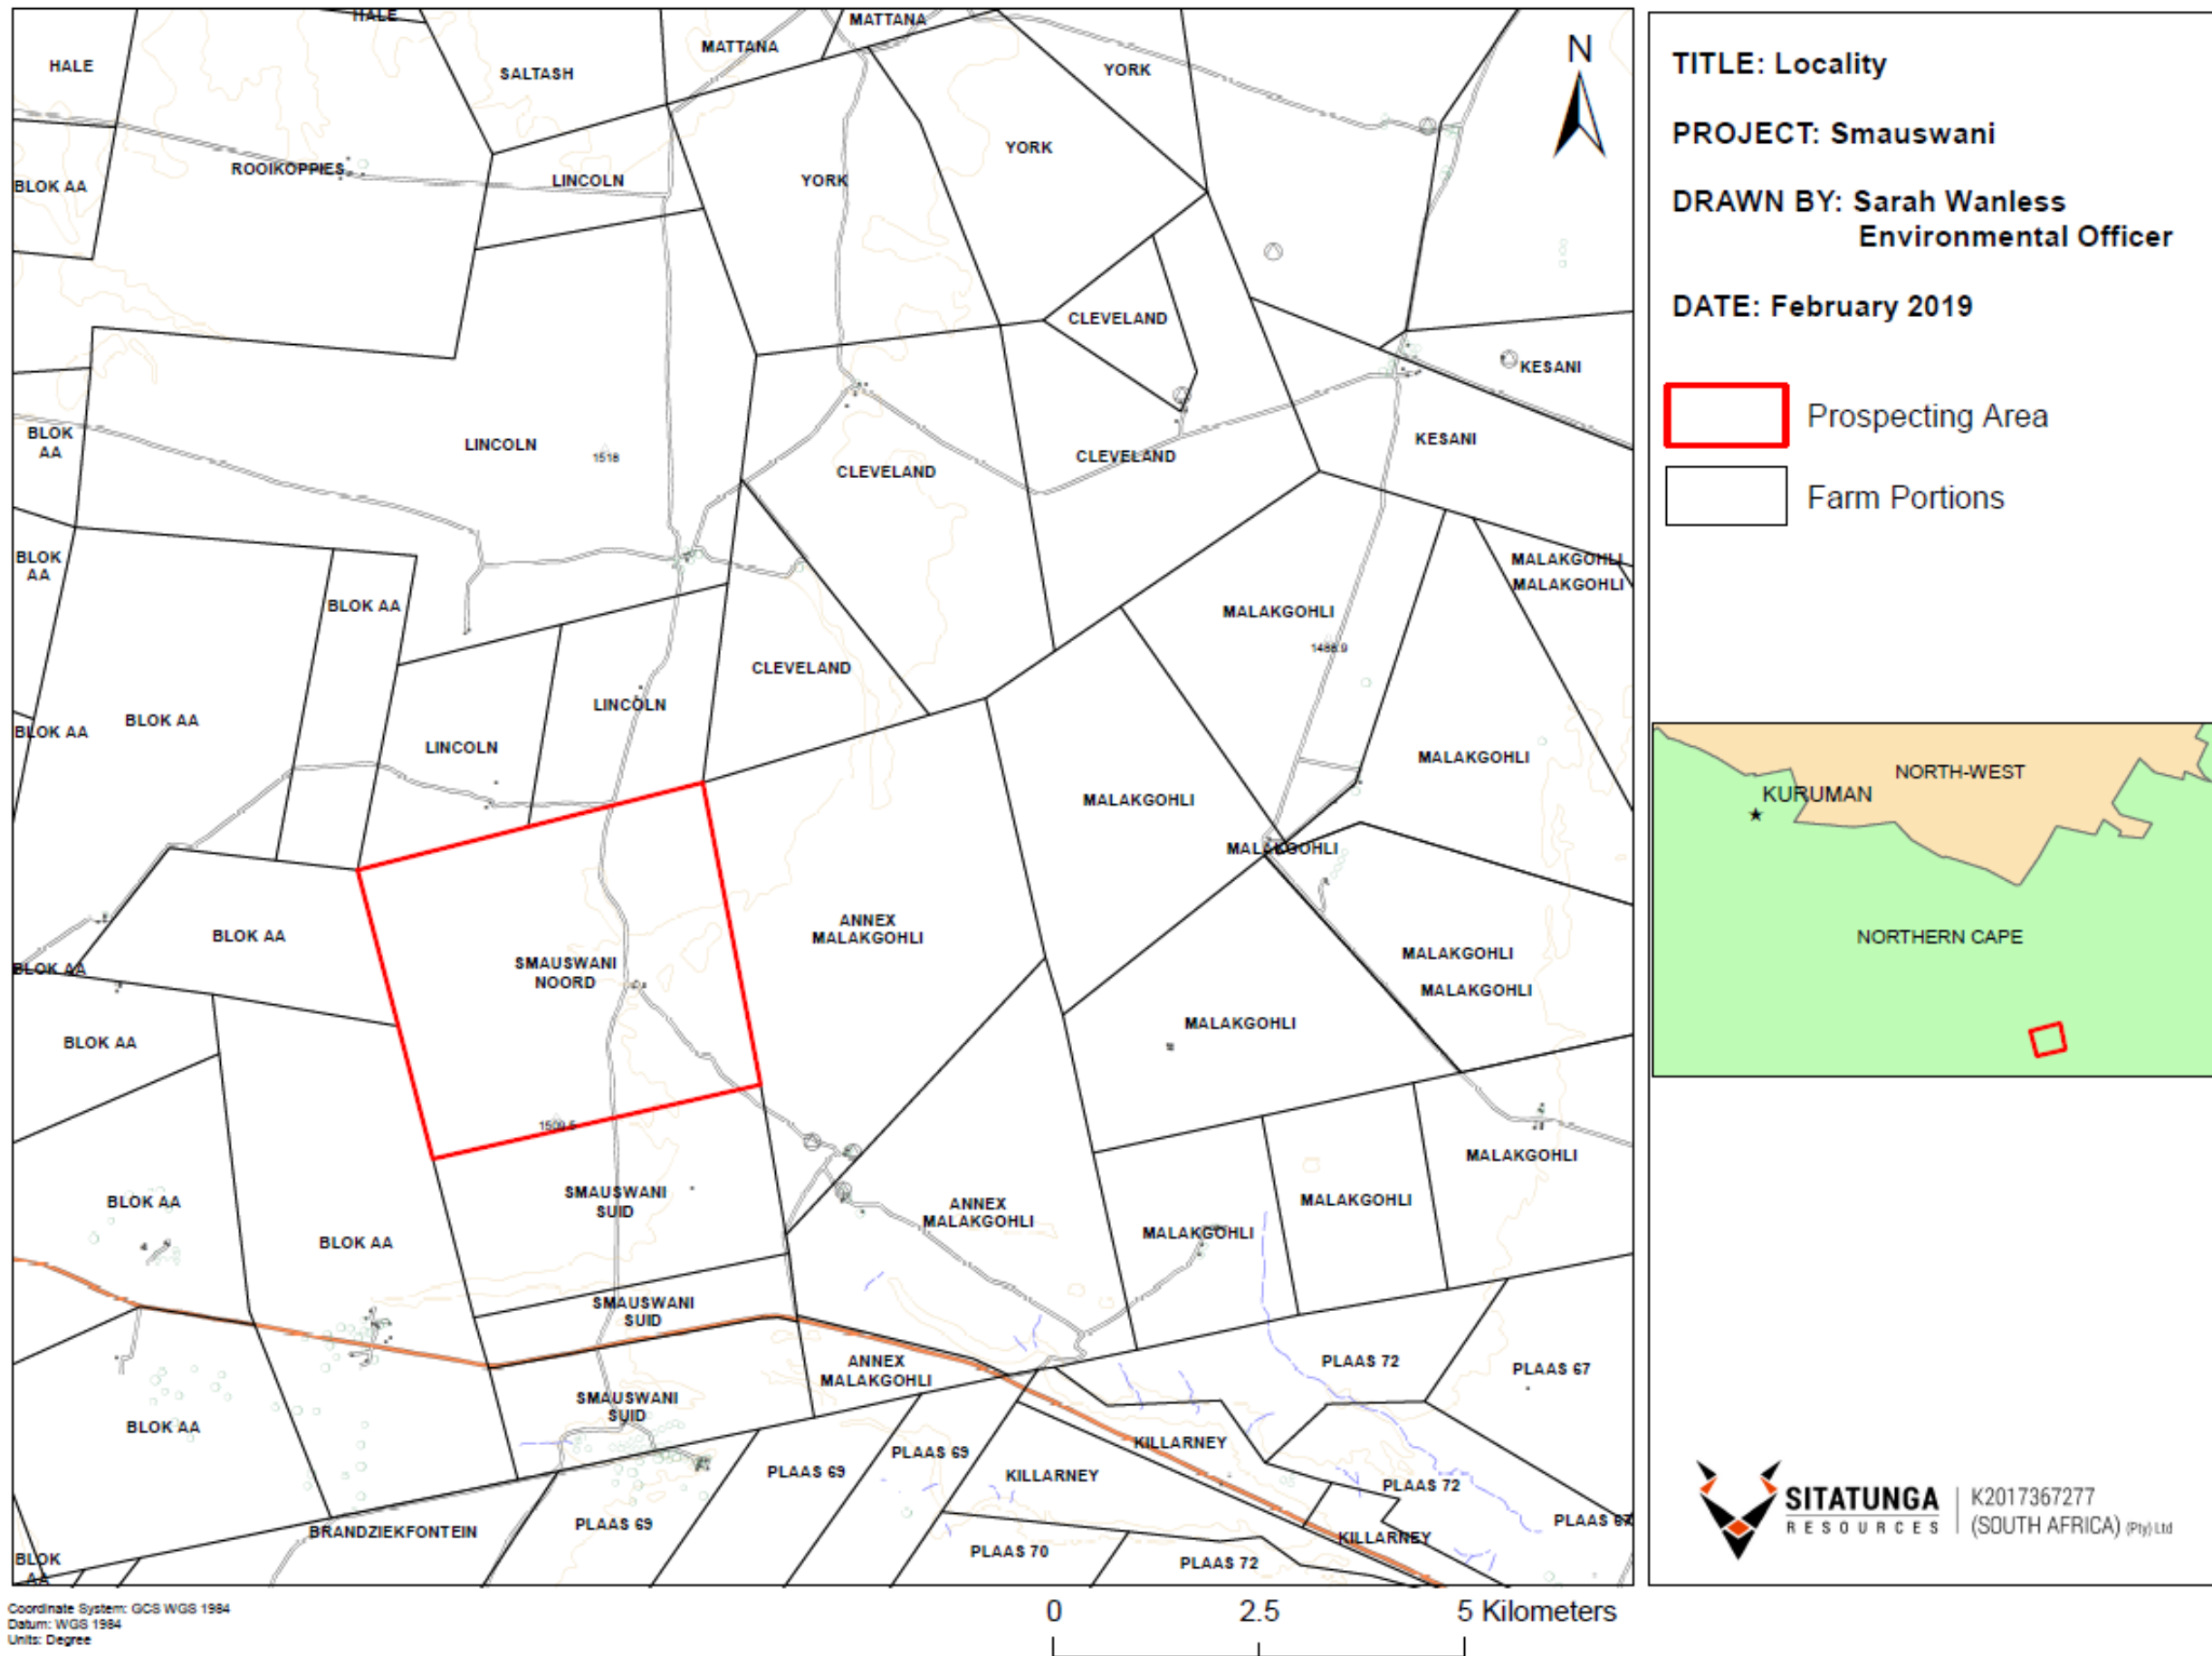 HALE
MATTANA
HALE
MATTANA
SALTASH
YORK
YORK
ROOIKOPPIES
LINCOLN
YORK
BLOK AA
CLEVELAND
KESANI
BLOK
AA
LINCOLN
1518
KESANI
CLEVELAND
CLEVELAND
BLOK
AA
MALAKGOHLI
MALAKGOHLI
BLOK AA
MALAKGOHLI
1488.9
CLEVELAND
LINCOLN
BLOK AA
BLOK AA
LINCOLN
MALAKGOHLI
MALAKGOHLI
MALAKGOHLI
ANNEX
MALAKGOHLI
BLOK AA
SMAUSWANI
NOORD
BLOK AA
MALAKGOHLI
MALAKGOHLI
MALAKGOHLI
BLOK AA
1509.5
MALAKGOHLI
SMAUSWANI
SUID
BLOK AA
ANNEX
MALAKGOHLI
MALAKGOHLI
MALAKGOHLI
BLOK AA
SMAUSWANI
SUID
ANNEX
MALAKGOHLI
PLAAS 72
PLAAS 67
SMAUSWANI
SUID
BLOK AA
PLAAS 69
PLAAS 69
KILLARNEY
KILLARNEY
PLAAS 72
PLAAS 67
BRANDZIEKFONTEIN
PLAAS 69
KILLARNEY
PLAAS 70
PLAAS 72
BLOK
AA
N
TITLE: Locality
PROJECT: Smauswani
DRAWN BY: Sarah Wanless
Environmental Officer
DATE: February 2019
Prospecting Area
Farm Portions
NORTH-WEST
KURUMAN
NORTHERN CAPE
SITATUNGA
RESOURCES
K2017367277
(SOUTH AFRICA) (Pty) Ltd
Coordinate System: GCS WGS 1984
Datum: WGS 1984
Units: Degree
0 2.5 5 Kilometers